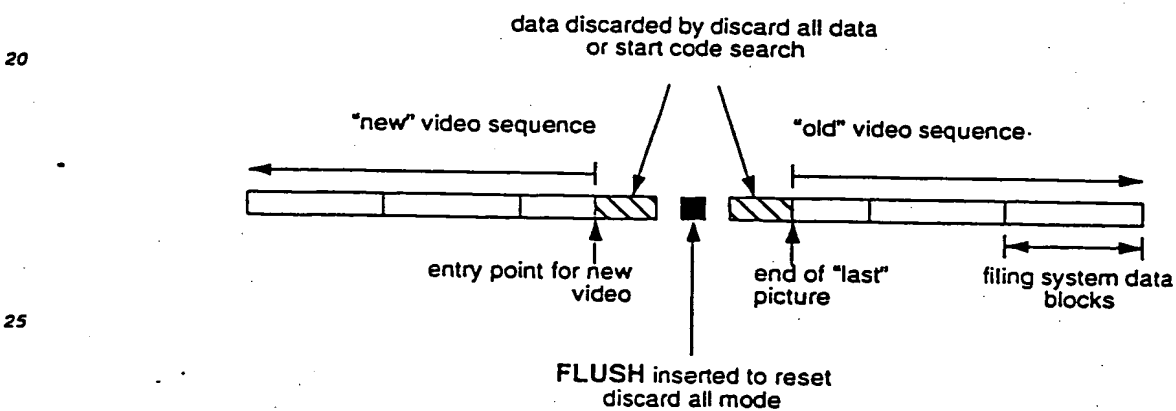 data discarded by discard all data
or start code search
20
"new" video sequence
"old" video sequence
entry point for new
video
end of "last"
picture
filing system data
blocks
25
FLUSH inserted to reset
discard all mode